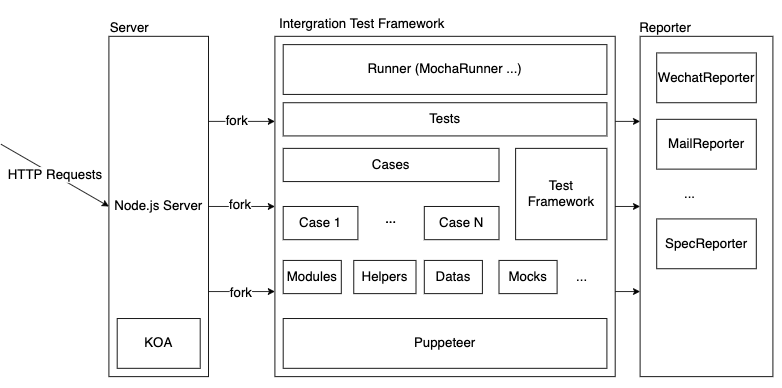 Server
Intergration Test Framework
Reporter
Runner (MochaRunner ...)
WechatReporter
fork
Tests
MailReporter
Cases
HTTP Requests
Test
Framework
...
Node.js Server
fork
Case 1
...
Case N
SpecReporter
Modules
Helpers
Datas
Mocks
...
fork
KOA
Puppeteer